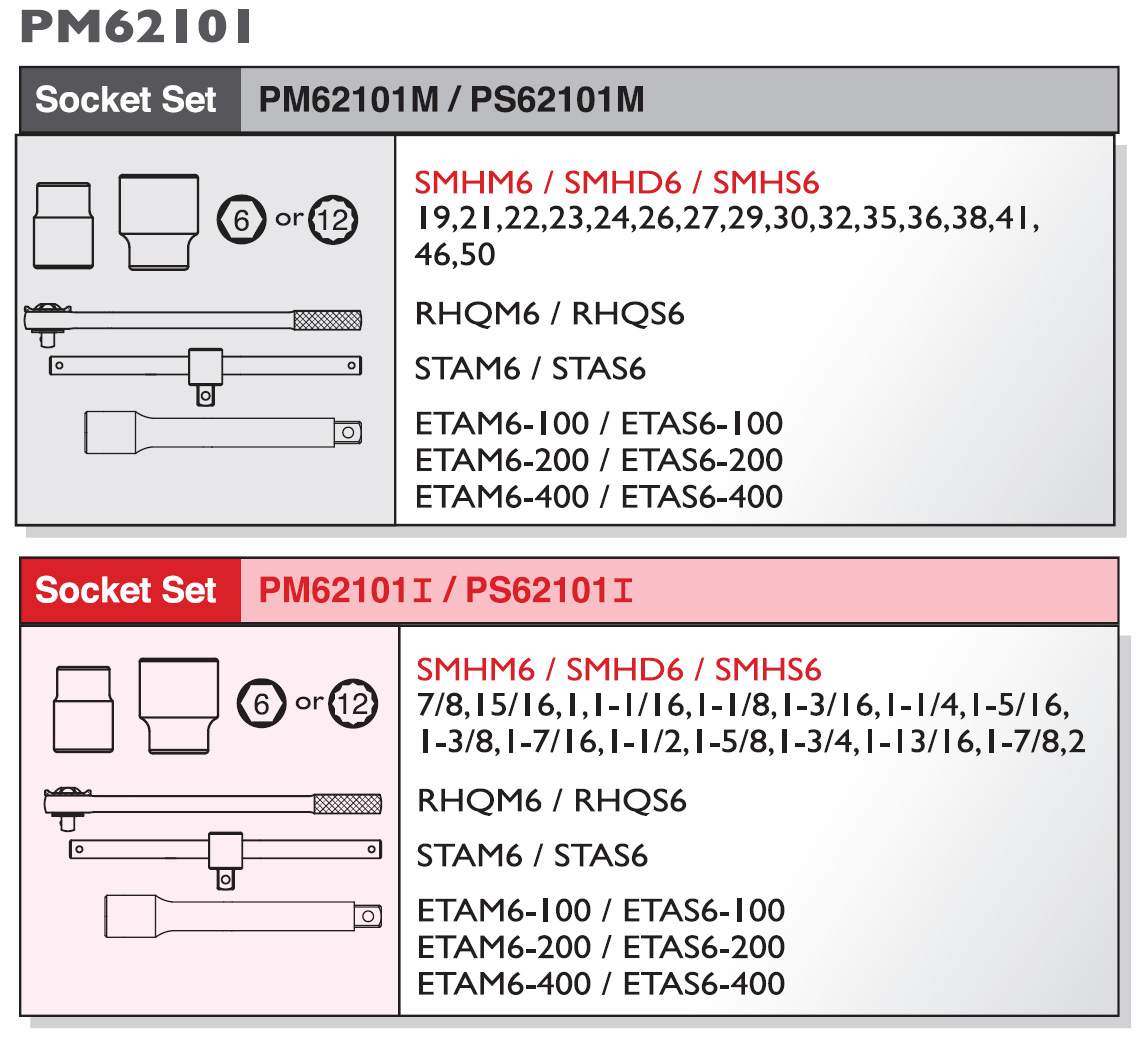 PM62101
Socket Set PM62101M / PS62101M
SMHM6 / SMHD6 / SMHS6
6 or 12
19,21,22,23,24,26,27,29,30,32,35,36,38,41,
46,50
RHQM6 / RHQS6
STAM6 / STAS6
ETAM6-100 / ETAS6-100
ETAM6-200 / ETAS6-200
ETAM6-400 / ETAS6-400
Socket Set PM62101I / PS62101I
SMHM6 / SMHD6 / SMHS6
6 or 12
7/8,15/16,1,1-1/16,1-1/8,1-3/16,1-1/4,1-5/16,
1-3/8,1-7/16,1-1/2,1-5/8,1-3/4,1-13/16,1-7/8,2
RHQM6 / RHQS6
STAM6 / STAS6
ETAM6-100 / ETAS6-100
ETAM6-200 / ETAS6-200
ETAM6-400 / ETAS6-400